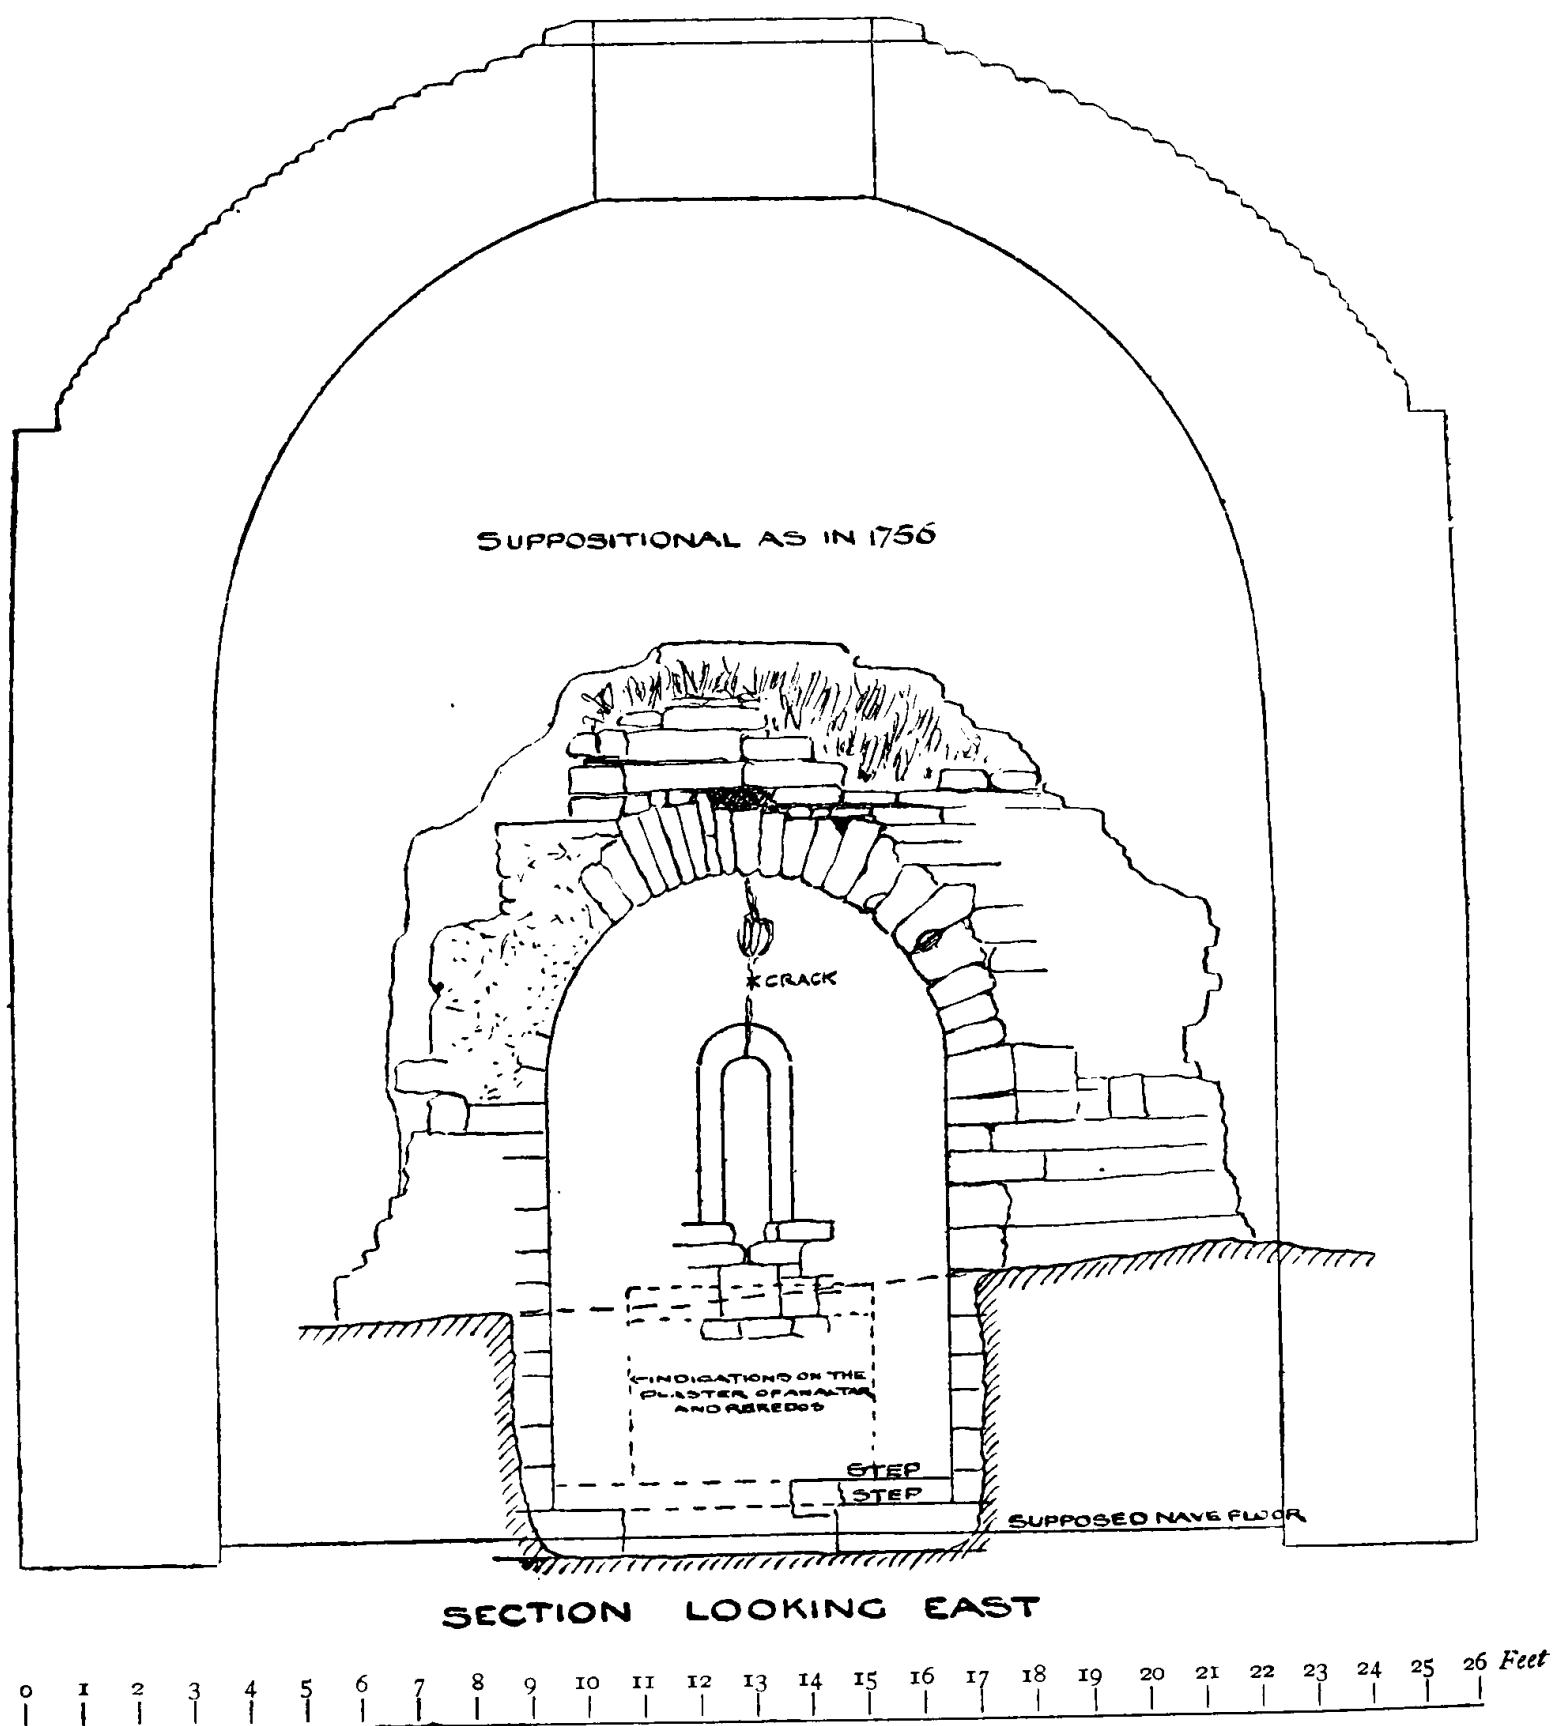 SUPPOSITIONAL AS IN 1756
CRACK
INDICATIONS ON THE
PLASTER OF AN ALTAR
AND REREDOS
STEP
STEP
SUPPOSED NAVE FLOOR
SECTION LOOKING EAST
0 1 2 3 4 5 6 7 8 9 10 11 12 13 14 15 16 17 18 19 20 21 22 23 24 25 26 Feet